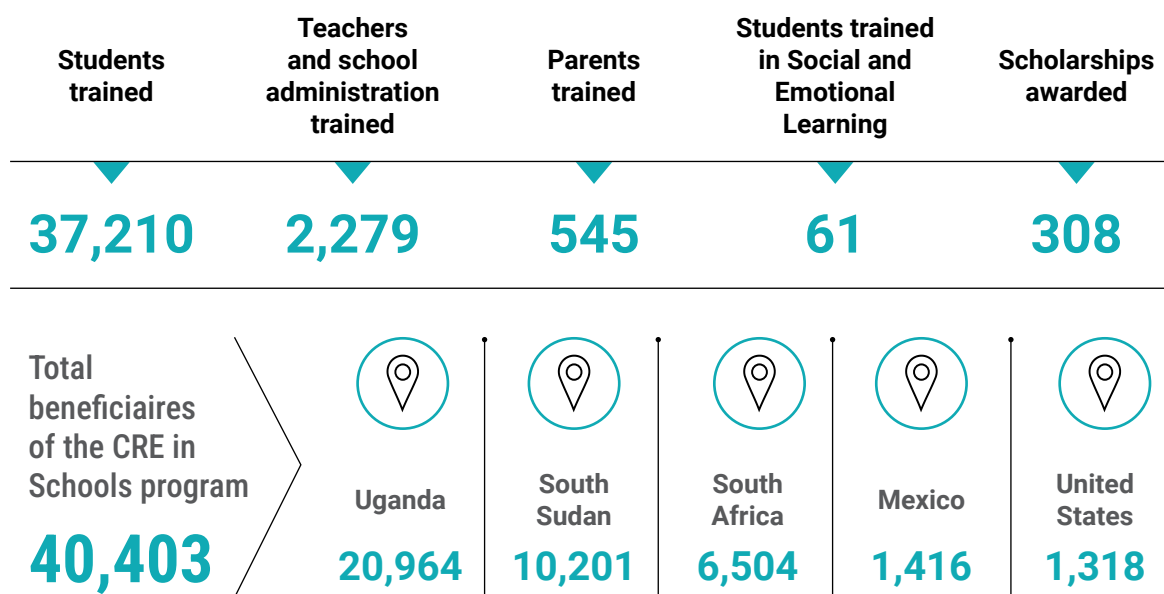 Students
trained
Teachers
and school
administration
trained
Parents
trained
Students trained
in Social and
Emotional
Learning
Scholarships
awarded
37,210
2,279
545
61
308
Total
beneficiaires
of the CRE in
Schools program
40,403
Uganda
20,964
South
Sudan
10,201
South
Africa
6,504
Mexico
1,416
United
States
1,318